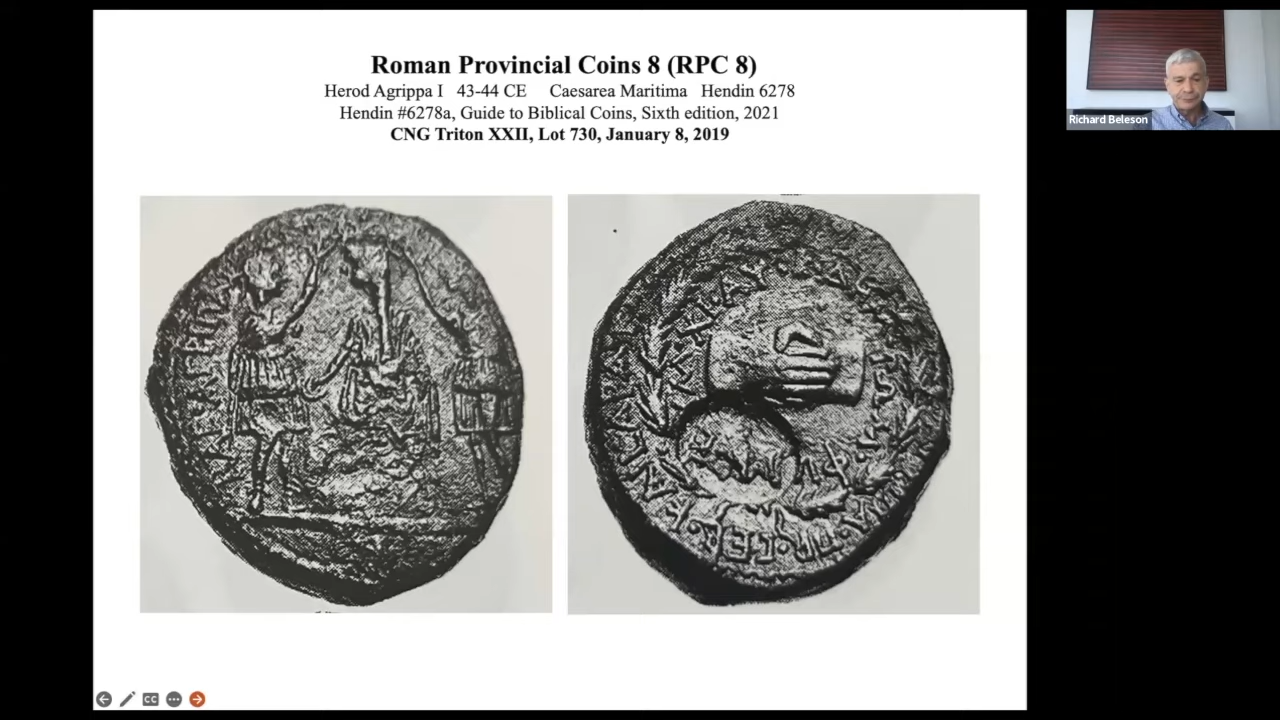 Roman Provincial Coins 8 (RPC 8)
Herod Agrippa I 43-44 CE Caesarea Maritima Hendin 6278
Hendin #6278a, Guide to Biblical Coins, Sixth edition, 2021
CNG Triton XXII, Lot 730, January 8, 2019
Richard Beleson
CC